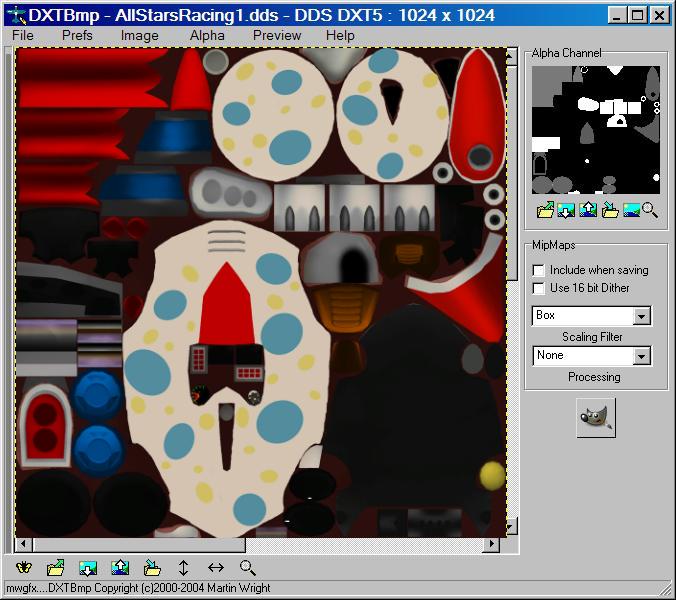 DXTBmp - AllStarsRacing1.dds - DDS DXT5 : 1024 x 1024
File Prefs Image Alpha Preview Help
Alpha Channel
MipMaps
Include when saving
Use 16 bit Dither
Box
Scaling Filter
None
Processing
mwgfx....DXTBmp Copyright (c)2000-2004 Martin Wright